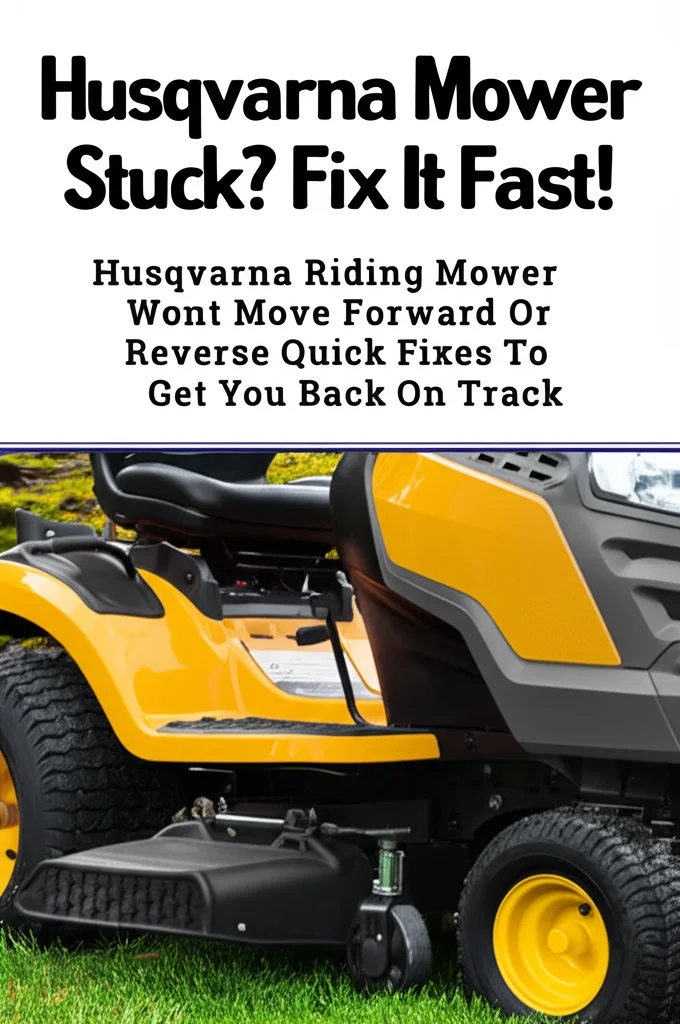 Husqvarna Mower
Stuck? Fix It Fast!
Husqvarna Riding Mower
Wont Move Forward Or
Reverse Quick Fixes To
Get You Back On Track